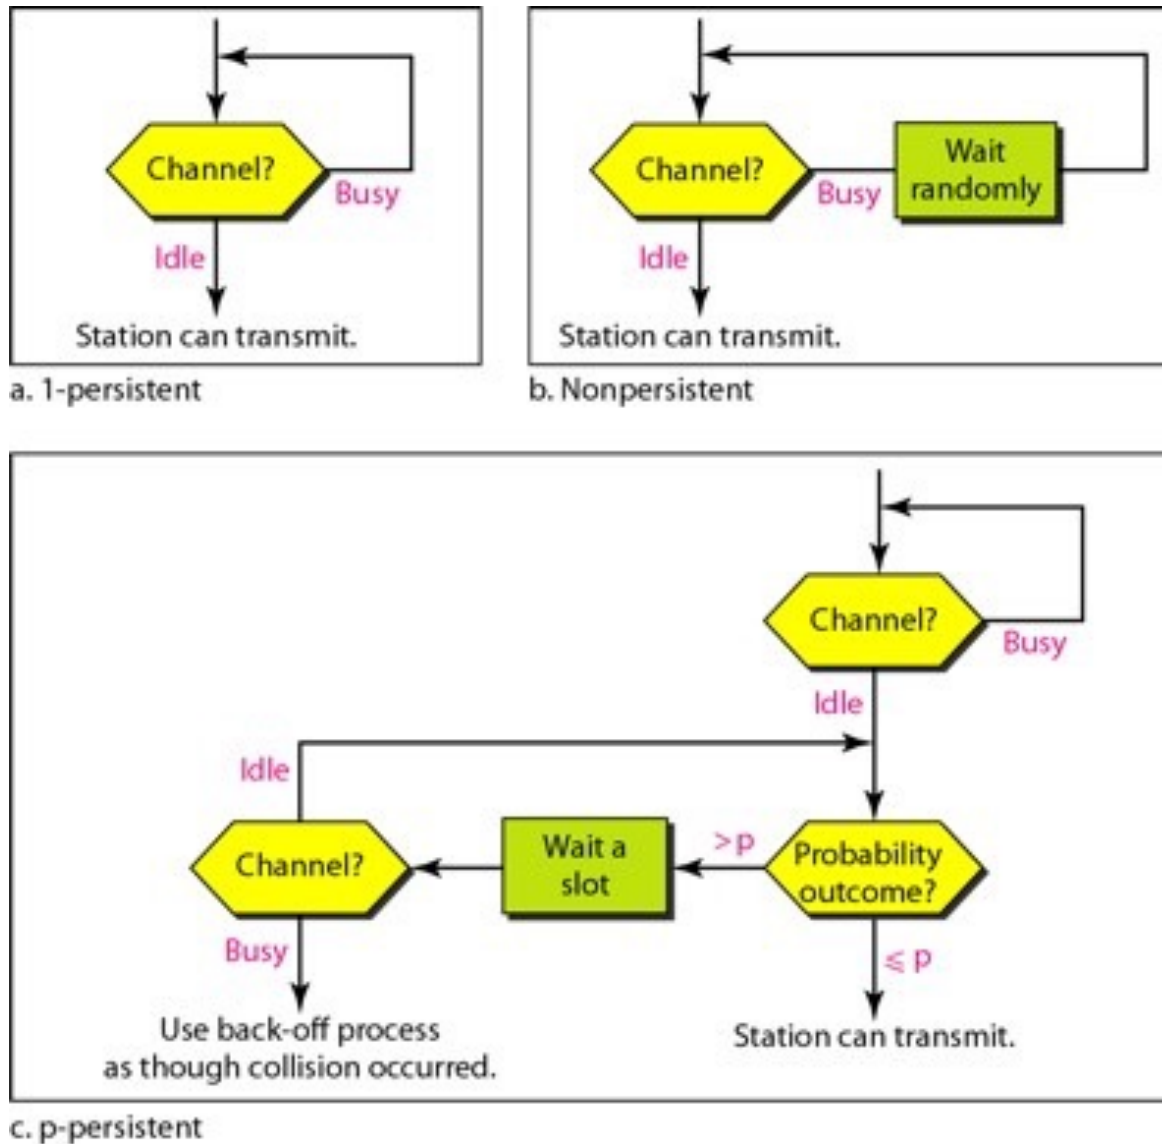 Channel?
Busy
Idle
Station can transmit.
a. 1-persistent
Channel?
Busy
Wait
randomly
Idle
Station can transmit.
b. Nonpersistent
Channel?
Busy
Idle
Idle
Channel?
Wait a
slot
>p
Probability
outcome?
Busy
⩽ p
Use back-off process
as though collision occurred.
Station can transmit.
c. p-persistent